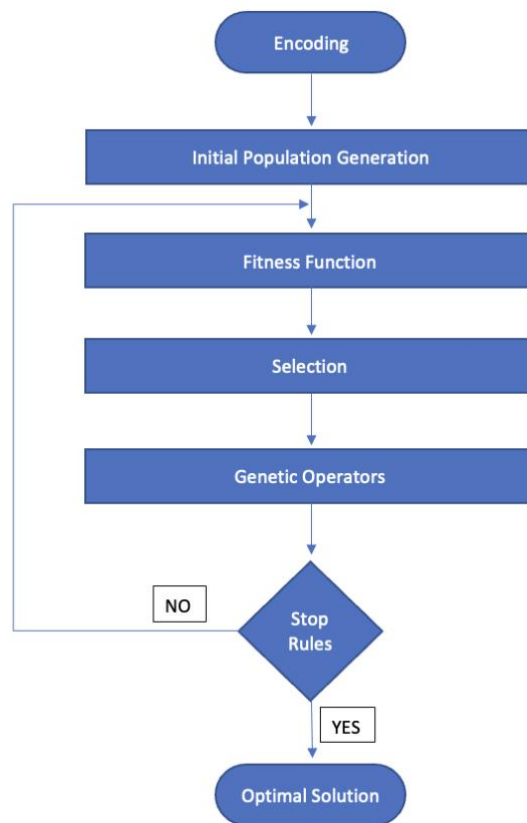 Encoding
Initial Population Generation
Fitness Function
Selection
Genetic Operators
NO
Stop
Rules
YES
Optimal Solution